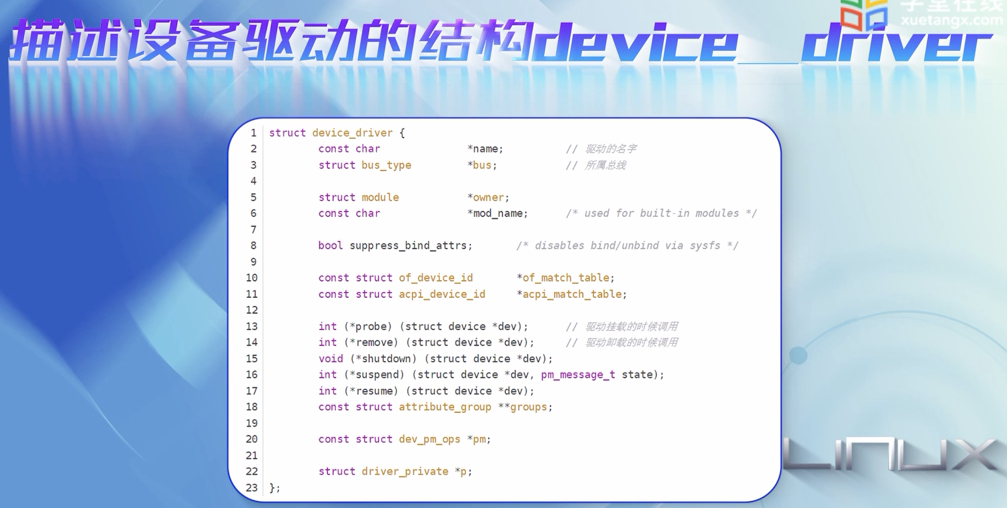 描述设备驱动的结构device__driver
学堂在线
xuetangx.com
1 struct device_driver {
2 const char *name; // 驱动的名字
3 struct bus_type *bus; // 所属总线
4
5 struct module *owner;
6 const char *mod_name; /* used for built-in modules */
7
8 bool suppress_bind_attrs; /* disables bind/unbind via sysfs */
9
10 const struct of_device_id *of_match_table;
11 const struct acpi_device_id *acpi_match_table;
12
13 int (*probe) (struct device *dev); // 驱动挂载的时候调用
14 int (*remove) (struct device *dev); // 驱动卸载的时候调用
15 void (*shutdown) (struct device *dev);
16 int (*suspend) (struct device *dev, pm_message_t state);
17 int (*resume) (struct device *dev);
18 const struct attribute_group **groups;
19
20 const struct dev_pm_ops *pm;
21
22 struct driver_private *p;
23 };
LINUX